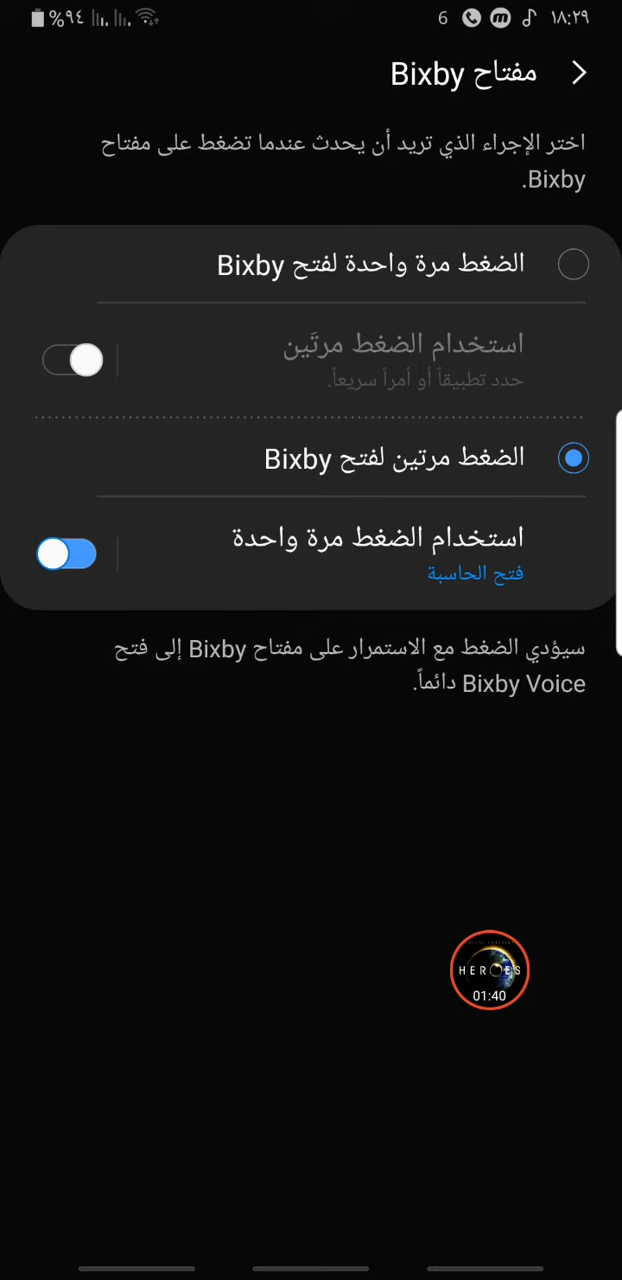 ١٨:٢٩ 6 %٩٤
مفتاح Bixby
اختر الإجراء الذي تريد أن يحدث عندما تضغط على مفتاح
Bixby.
الضغط مرة واحدة لفتح Bixby
استخدام الضغط مرتَين
حدد تطبيقاً أو أمراً سريعاً.
الضغط مرتين لفتح Bixby
استخدام الضغط مرة واحدة
فتح الحاسبة
سيؤدي الضغط مع الاستمرار على مفتاح Bixby إلى فتح
Bixby Voice دائماً.
HEROES
01:40